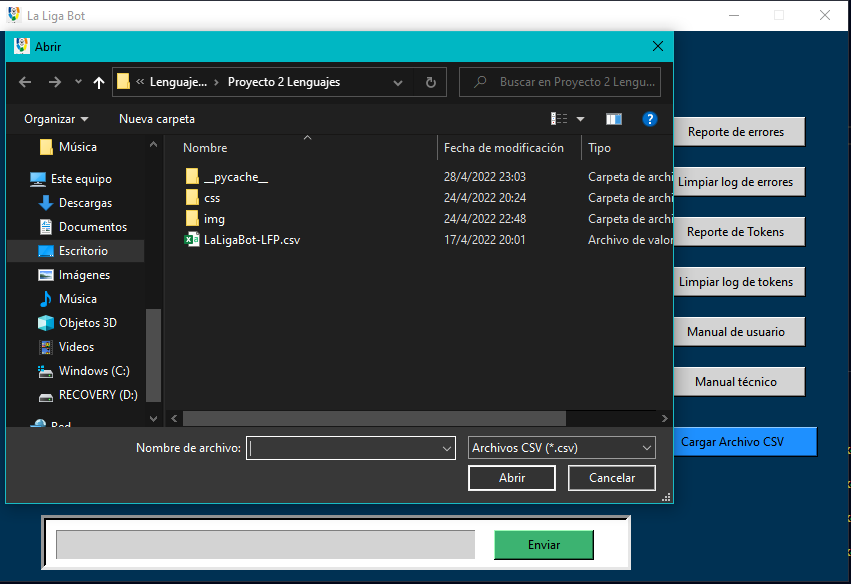 La Liga Bot
Abrir
« Lenguaje... › Proyecto 2 Lenguajes
Buscar en Proyecto 2 Lengu...
Organizar
Nueva carpeta
Música
Este equipo
Descargas
Documentos
Escritorio
Imágenes
Música
Objetos 3D
Videos
Windows (C:)
RECOVERY (D:)
Red
Nombre Fecha de modificación Tipo
__pycache__ 28/4/2022 23:03 Carpeta de archi
css 24/4/2022 20:24 Carpeta de archi
img 24/4/2022 22:48 Carpeta de archi
LaLigaBot-LFP.csv 17/4/2022 20:01 Archivo de valor
Nombre de archivo:
Archivos CSV (*.csv)
Abrir
Cancelar
Reporte de errores
Limpiar log de errores
Reporte de Tokens
Limpiar log de tokens
Manual de usuario
Manual técnico
Cargar Archivo CSV
Enviar